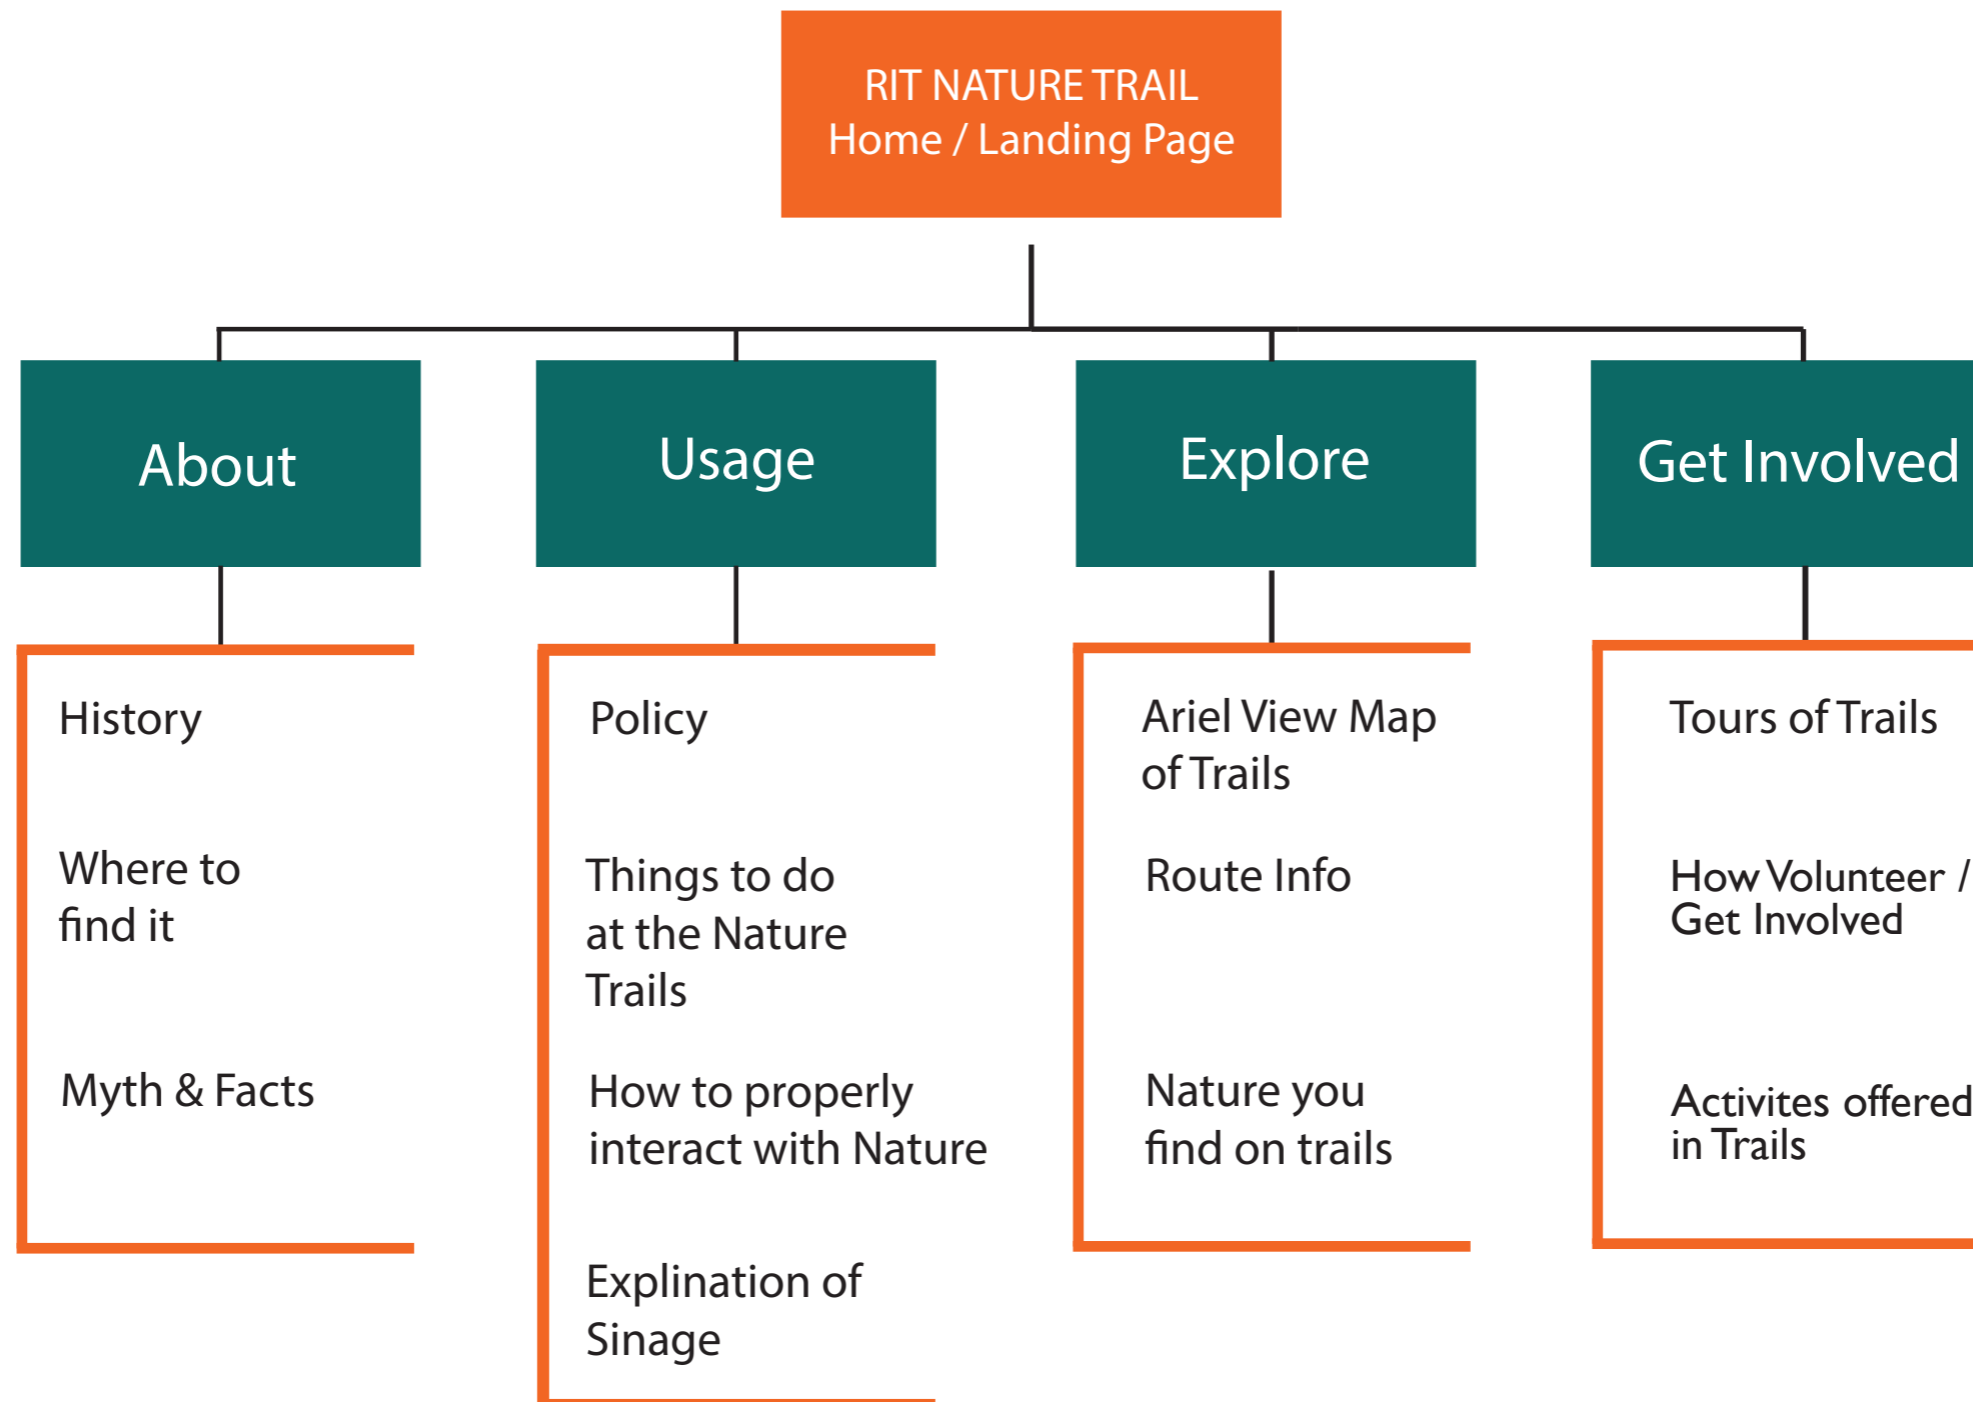 RIT NATURE TRAIL
Home / Landing Page
About
Usage
Explore
Get Involved
History
Where to
find it
Myth & Facts
Policy
Things to do
at the Nature
Trails
How to properly
interact with Nature
Explination of
Sinage
Ariel View Map
of Trails
Route Info
Nature you
find on trails
Tours of Trails
How Volunteer /
Get Involved
Activites offered
in Trails